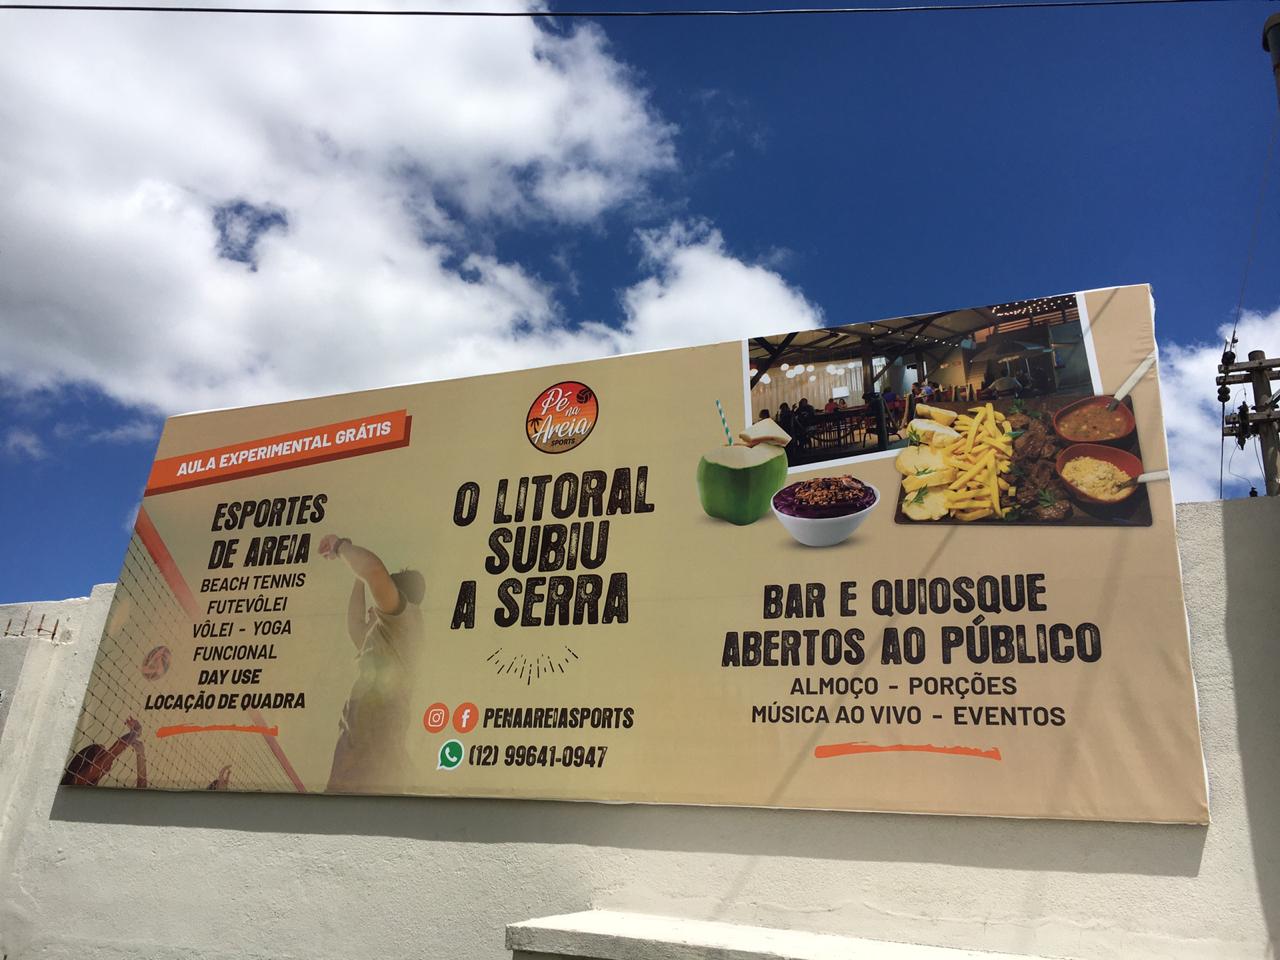 AULA EXPERIMENTAL GRÁTIS
ESPORTES
DE AREIA
BEACH TENNIS
FUTEVÔLEI
VÔLEI - YOGA
FUNCIONAL
DAY USE
LOCAÇÃO DE QUADRA
Pé
na
Areia
SPORTS
O LITORAL
SUBIU
A SERRA
PENAAREIASPORTS
(12) 99641-0947
BAR E QUIOSQUE
ABERTOS AO PÚBLICO
ALMOÇO - PORÇÕES
MÚSICA AO VIVO - EVENTOS